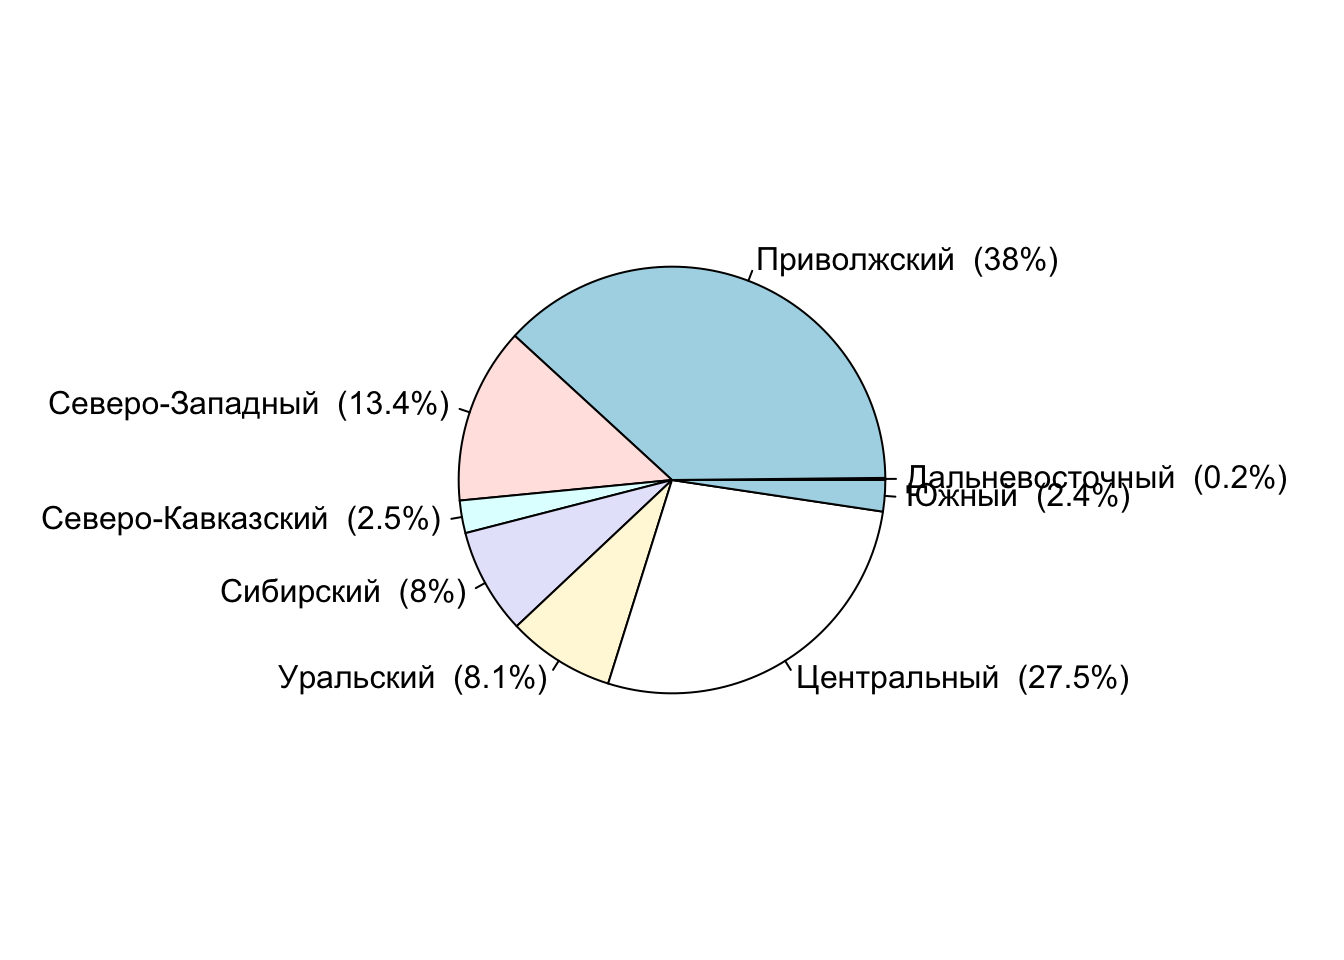 Приволжский (38%)
Северо-Западный (13.4%)
Дальневосточный (0.2%)
Южный (2.4%)
Северо-Кавказский (2.5%)
Сибирский (8%)
Уральский (8.1%)
Центральный (27.5%)